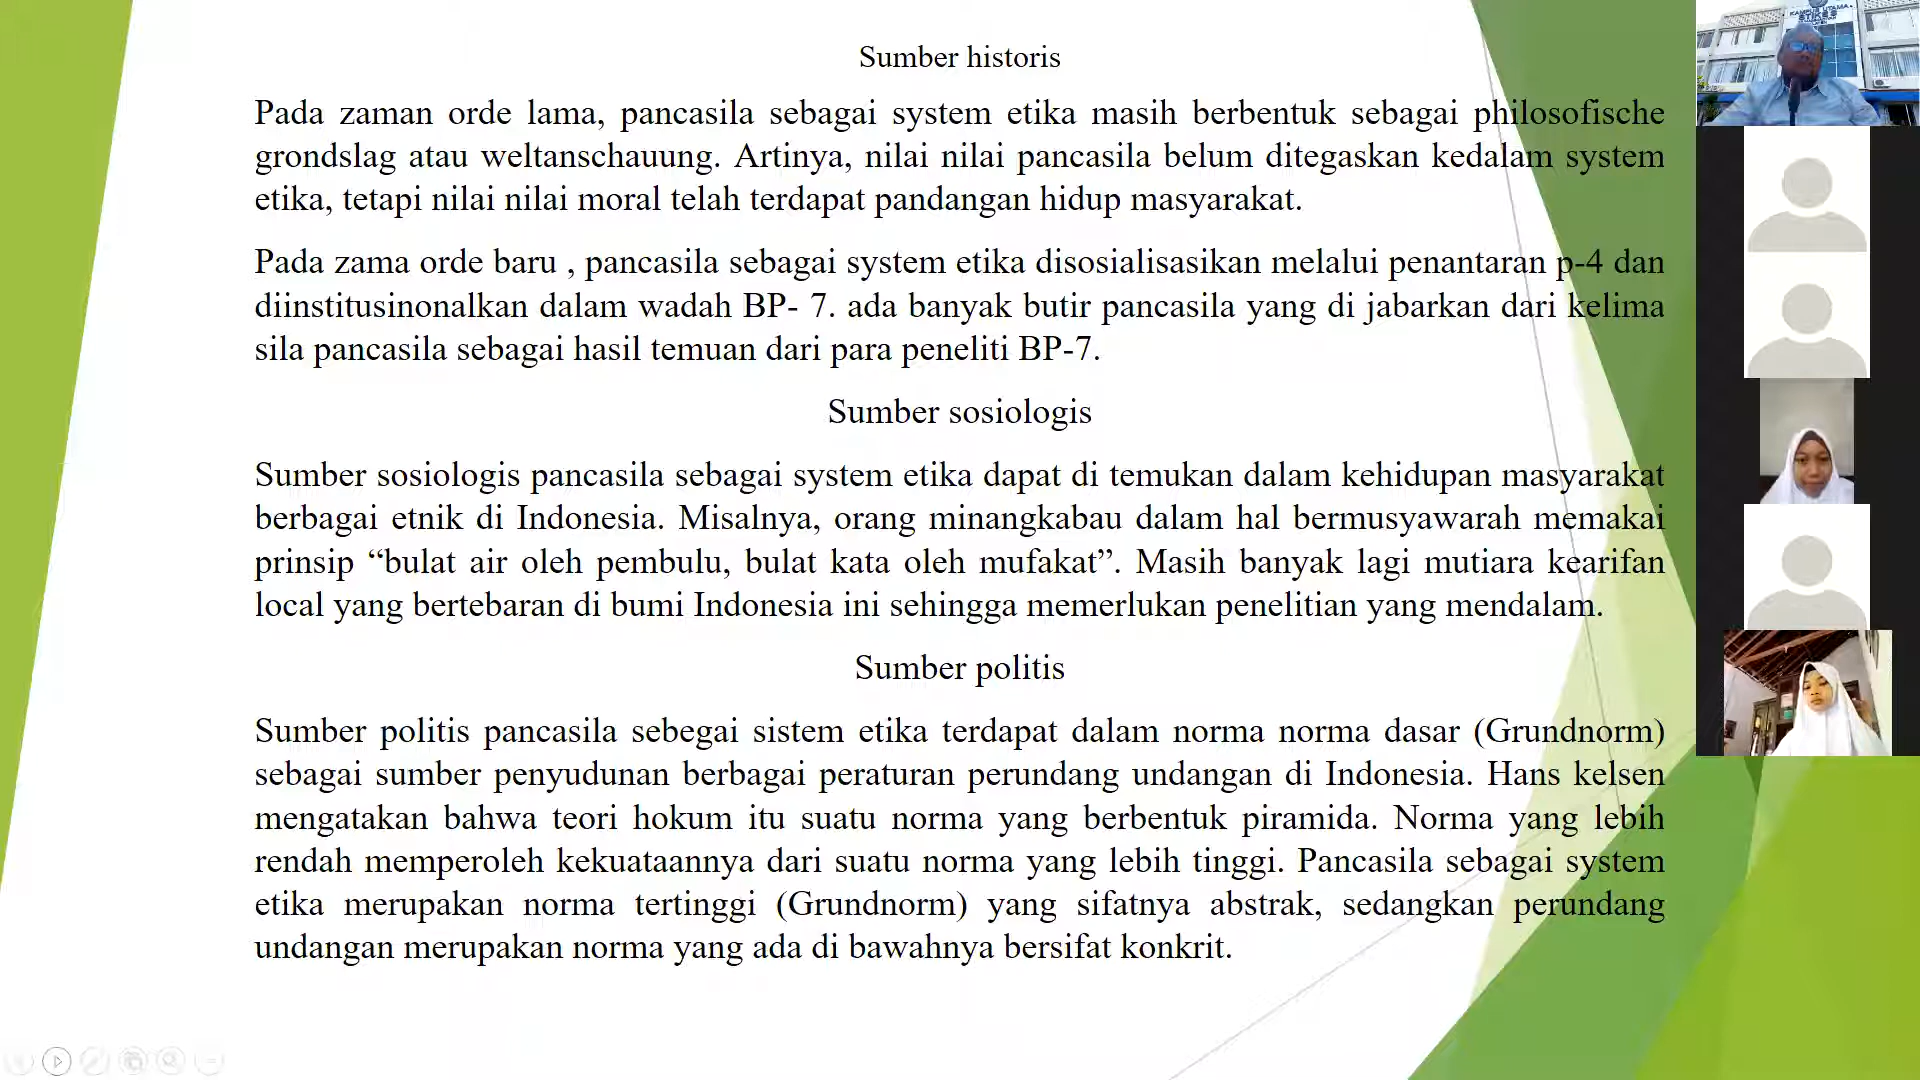 Sumber historis
Pada zaman orde lama, pancasila sebagai system etika masih berbentuk sebagai philosofische
grondslag atau weltanschauung. Artinya, nilai nilai pancasila belum ditegaskan kedalam system
etika, tetapi nilai nilai moral telah terdapat pandangan hidup masyarakat.
Pada zama orde baru , pancasila sebagai system etika disosialisasikan melalui penantaran p-4 dan
diinstitusinonalkan dalam wadah BP- 7. ada banyak butir pancasila yang di jabarkan dari kelima
sila pancasila sebagai hasil temuan dari para peneliti BP-7.
Sumber sosiologis
Sumber sosiologis pancasila sebagai system etika dapat di temukan dalam kehidupan masyarakat
berbagai etnik di Indonesia. Misalnya, orang minangkabau dalam hal bermusyawarah memakai
prinsip “bulat air oleh pembulu, bulat kata oleh mufakat”. Masih banyak lagi mutiara kearifan
local yang bertebaran di bumi Indonesia ini sehingga memerlukan penelitian yang mendalam.
Sumber politis
Sumber politis pancasila sebegai sistem etika terdapat dalam norma norma dasar (Grundnorm)
sebagai sumber penyudunan berbagai peraturan perundang undangan di Indonesia. Hans kelsen
mengatakan bahwa teori hokum itu suatu norma yang berbentuk piramida. Norma yang lebih
rendah memperoleh kekuataannya dari suatu norma yang lebih tinggi. Pancasila sebagai system
etika merupakan norma tertinggi (Grundnorm) yang sifatnya abstrak, sedangkan perundang
undangan merupakan norma yang ada di bawahnya bersifat konkrit.
KAMPUS UTAMA
STIKES